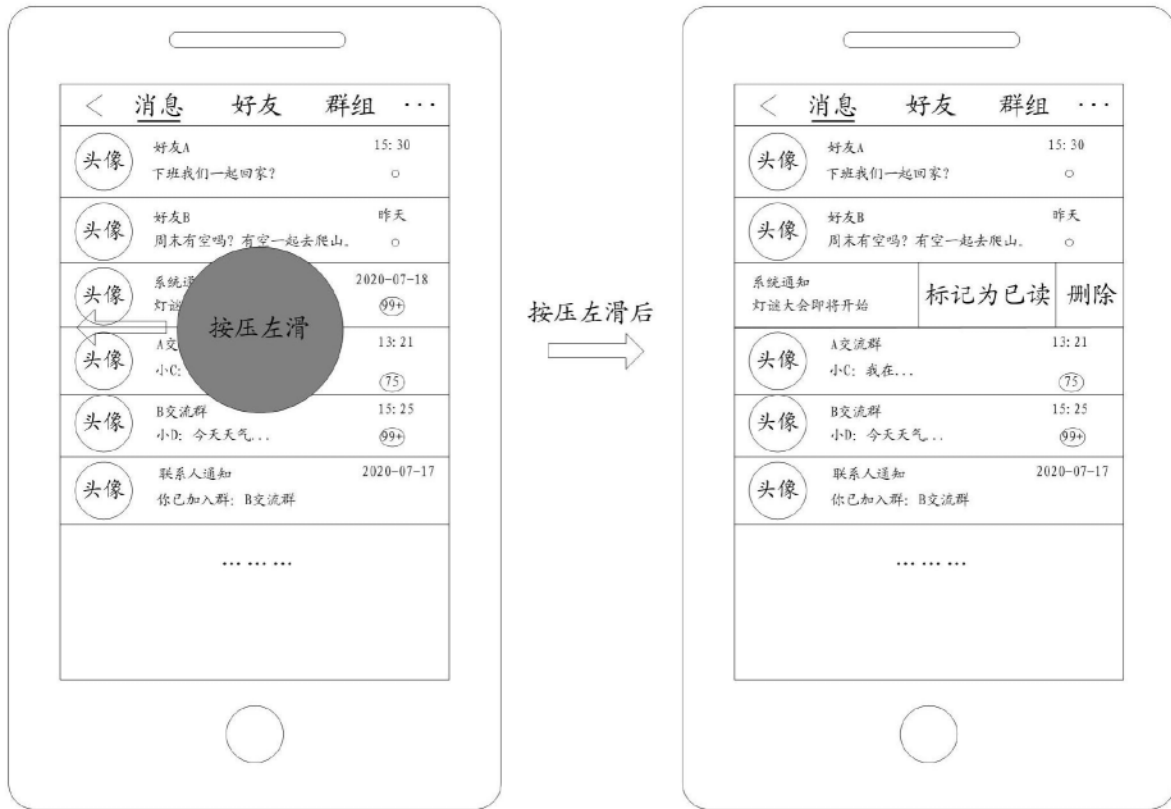 < 消息 好友 群组 ...
头像 好友A 15:30
下班我们一起回家?
头像 好友B 昨天
周末有空吗?有空一起去爬山。
头像 系统通 2020-07-18
灯谜 99+
按压左滑
头像 A交 13:21
小C: 75
头像 B交流群 15:25
小D: 今天天气... 99+
头像 联系人通知 2020-07-17
你已加入群: B交流群
………
按压左滑后
< 消息 好友 群组 ...
头像 好友A 15:30
下班我们一起回家?
头像 好友B 昨天
周末有空吗?有空一起去爬山。
系统通知 标记为已读 删除
灯谜大会即将开始
头像 A交流群 13:21
小C: 我在... 75
头像 B交流群 15:25
小D: 今天天气... 99+
头像 联系人通知 2020-07-17
你已加入群: B交流群
………